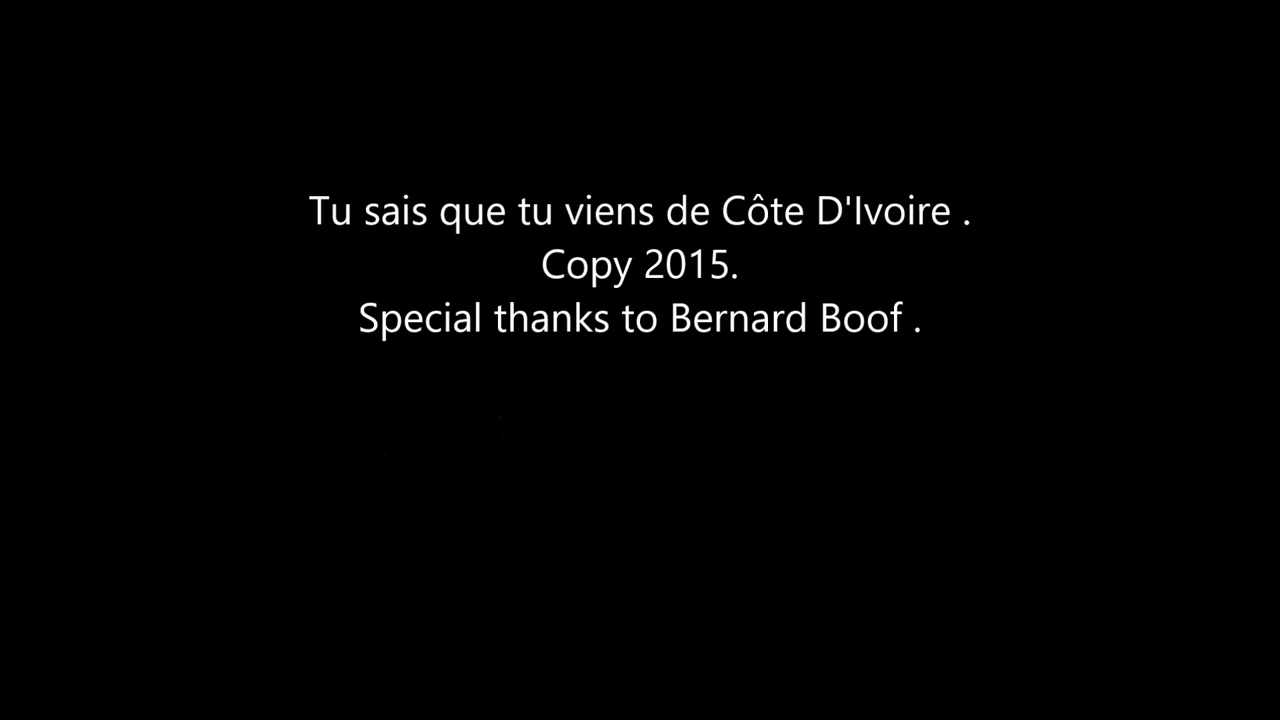 Tu sais que tu viens de Côte D'Ivoire .
Copy 2015.
Special thanks to Bernard Boof .